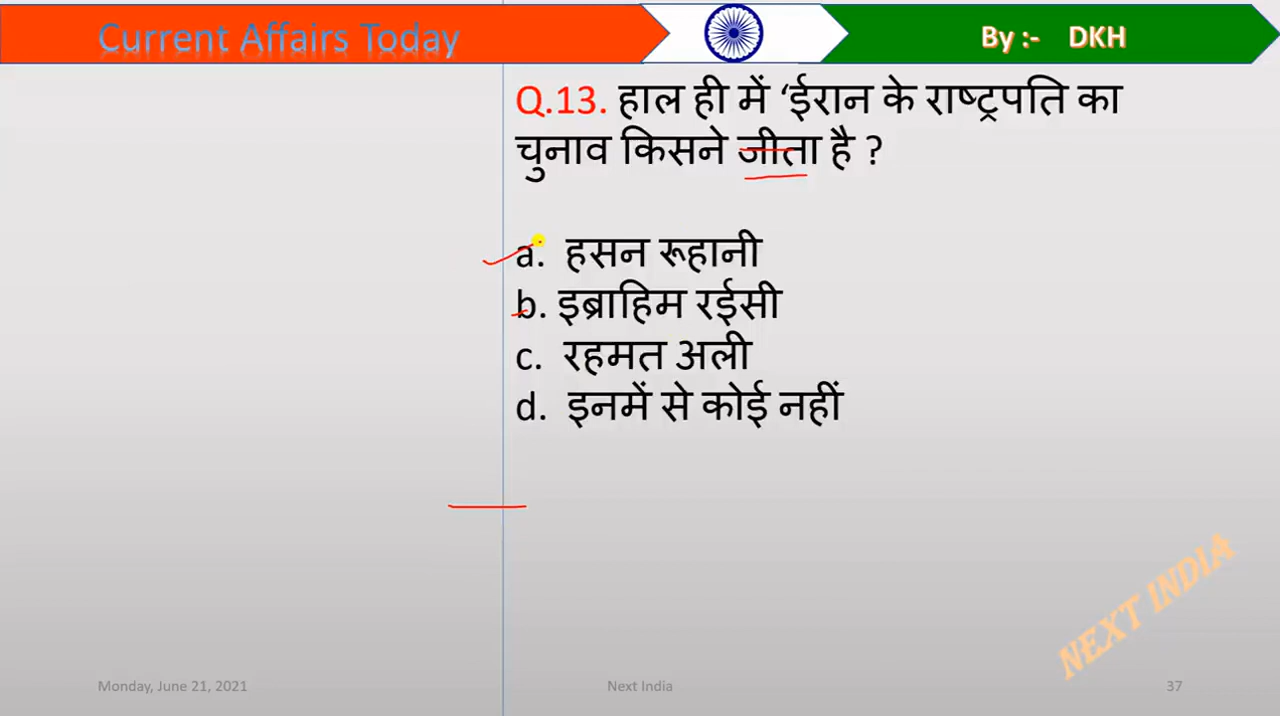 Current Affairs Today
By :- DKH
Q.13. हाल ही में ‘ईरान के राष्ट्रपति का
चुनाव किसने जीता है ?
a. हसन रूहानी
b. इब्राहिम रईसी
c. रहमत अली
d. इनमें से कोई नहीं
NEXT INDIA
Monday, June 21, 2021
Next India
37